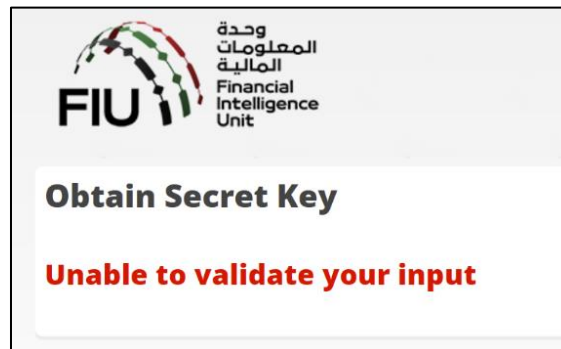 وحدة
المعلومات
المالية
Financial
Intelligence
Unit
FIU
Obtain Secret Key
Unable to validate your input